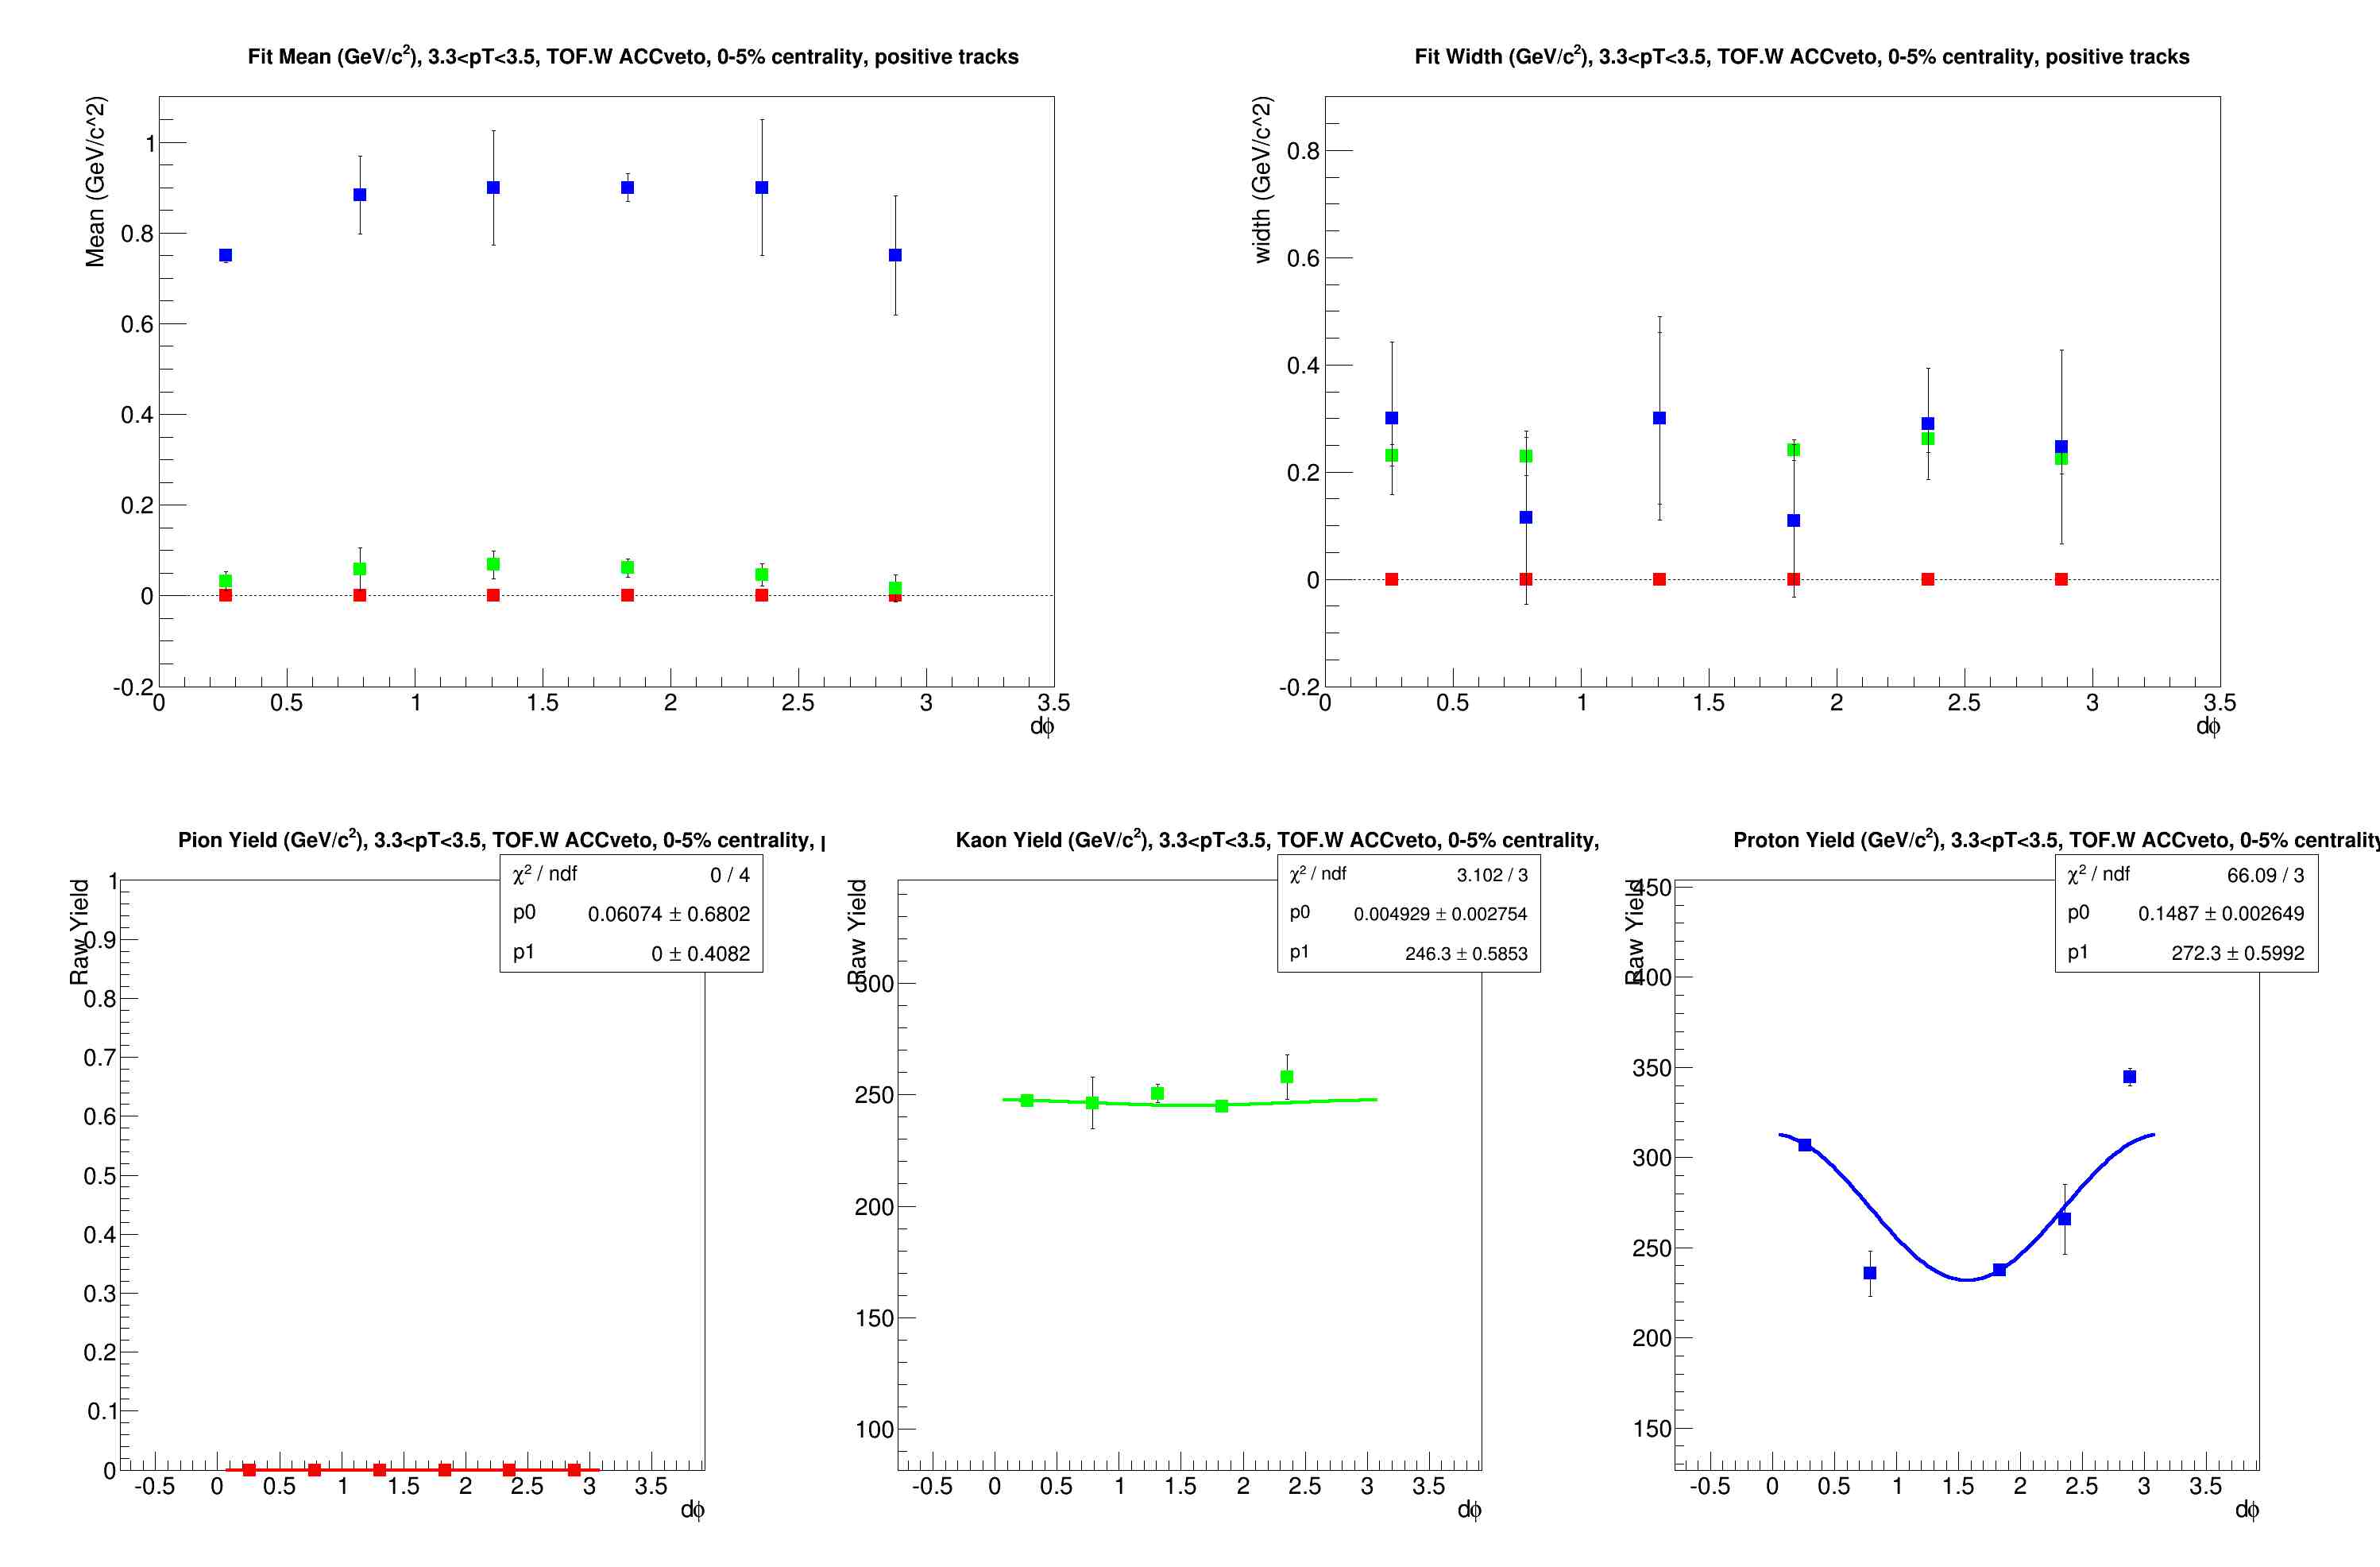 Fit Mean (GeV/c²), 3.3<pT<3.5, TOF.W ACCveto, 0-5% centrality, positive tracks
Mean (GeV/c^2)
1
0.8
0.6
0.4
0.2
0
-0.2
0 0.5 1 1.5 2 2.5 3 3.5
dϕ
Fit Width (GeV/c²), 3.3<pT<3.5, TOF.W ACCveto, 0-5% centrality, positive tracks
width (GeV/c^2)
0.8
0.6
0.4
0.2
0
-0.2
0 0.5 1 1.5 2 2.5 3 3.5
dϕ
Pion Yield (GeV/c²), 3.3<pT<3.5, TOF.W ACCveto, 0-5% centrality,
χ² / ndf 0 / 4
p0 0.06074 ± 0.6802
p1 0 ± 0.4082
Raw Yield
1
0.9
0.8
0.7
0.6
0.5
0.4
0.3
0.2
0.1
0
-0.5 0 0.5 1 1.5 2 2.5 3 3.5
dϕ
Kaon Yield (GeV/c²), 3.3<pT<3.5, TOF.W ACCveto, 0-5% centrality,
χ² / ndf 3.102 / 3
p0 0.004929 ± 0.002754
p1 246.3 ± 0.5853
Raw Yield
300
250
200
150
100
-0.5 0 0.5 1 1.5 2 2.5 3 3.5
dϕ
Proton Yield (GeV/c²), 3.3<pT<3.5, TOF.W ACCveto, 0-5% centrality
χ² / ndf 66.09 / 3
p0 0.1487 ± 0.002649
p1 272.3 ± 0.5992
Raw Yield
450
400
350
300
250
200
150
-0.5 0 0.5 1 1.5 2 2.5 3 3.5
dϕ